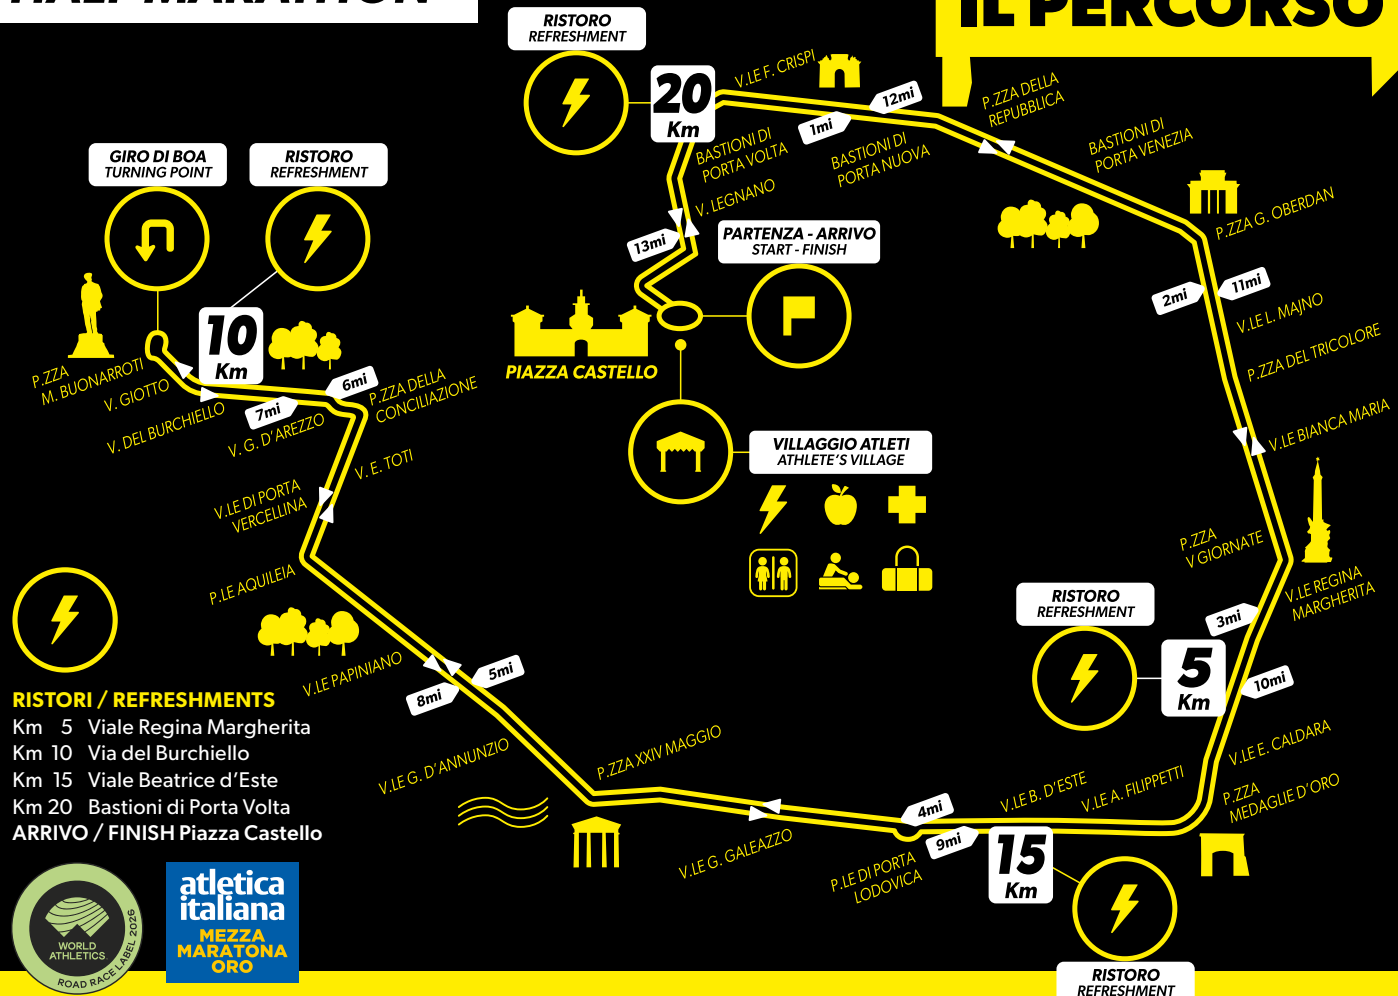 HALF MARATHON
IL PERCORSO
RISTORO
REFRESHMENT
20
Km
V.LE F. CRISPI
12mi
1mi
P.ZZA DELLA
REPUBBLICA
BASTIONI DI
PORTA VOLTA
BASTIONI DI
PORTA NUOVA
BASTIONI DI
PORTA VENEZIA
GIRO DI BOA
TURNING POINT
RISTORO
REFRESHMENT
V. LEGNANO
P.ZZA G. OBERDAN
13mi
PARTENZA - ARRIVO
START - FINISH
2mi
11mi
V.LE L. MAJNO
10
Km
PIAZZA CASTELLO
P.ZZA DEL TRICOLORE
P.ZZA
M. BUONARROTI
V. GIOTTO
V. DEL BURCHIELLO
6mi
7mi
P.ZZA DELLA
CONCILIAZIONE
V. G. D'AREZZO
V.LE BIANCA MARIA
VILLAGGIO ATLETI
ATHLETE'S VILLAGE
V. E. TOTI
V.LE DI PORTA
VERCELLINA
P.ZZA
V GIORNATE
P.LE AQUILEIA
V.LE REGINA
MARGHERITA
RISTORO
REFRESHMENT
3mi
5
Km
10mi
V.LE PAPINIANO
5mi
8mi
RISTORI / REFRESHMENTS
Km 5 Viale Regina Margherita
Km 10 Via del Burchiello
Km 15 Viale Beatrice d'Este
Km 20 Bastioni di Porta Volta
ARRIVO / FINISH Piazza Castello
V.LE G. D'ANNUNZIO
P.ZZA XXIV MAGGIO
V.LE E. CALDARA
V.LE B. D'ESTE
V.LE A. FILIPPETTI
P.ZZA
MEDAGLIE D'ORO
4mi
9mi
V.LE G. GALEAZZO
P.LE DI PORTA
LODOVICA
15
Km
RISTORO
REFRESHMENT
WORLD
ATHLETICS
ROAD RACE LABEL 2026
atletica
italiana
MEZZA
MARATONA
ORO